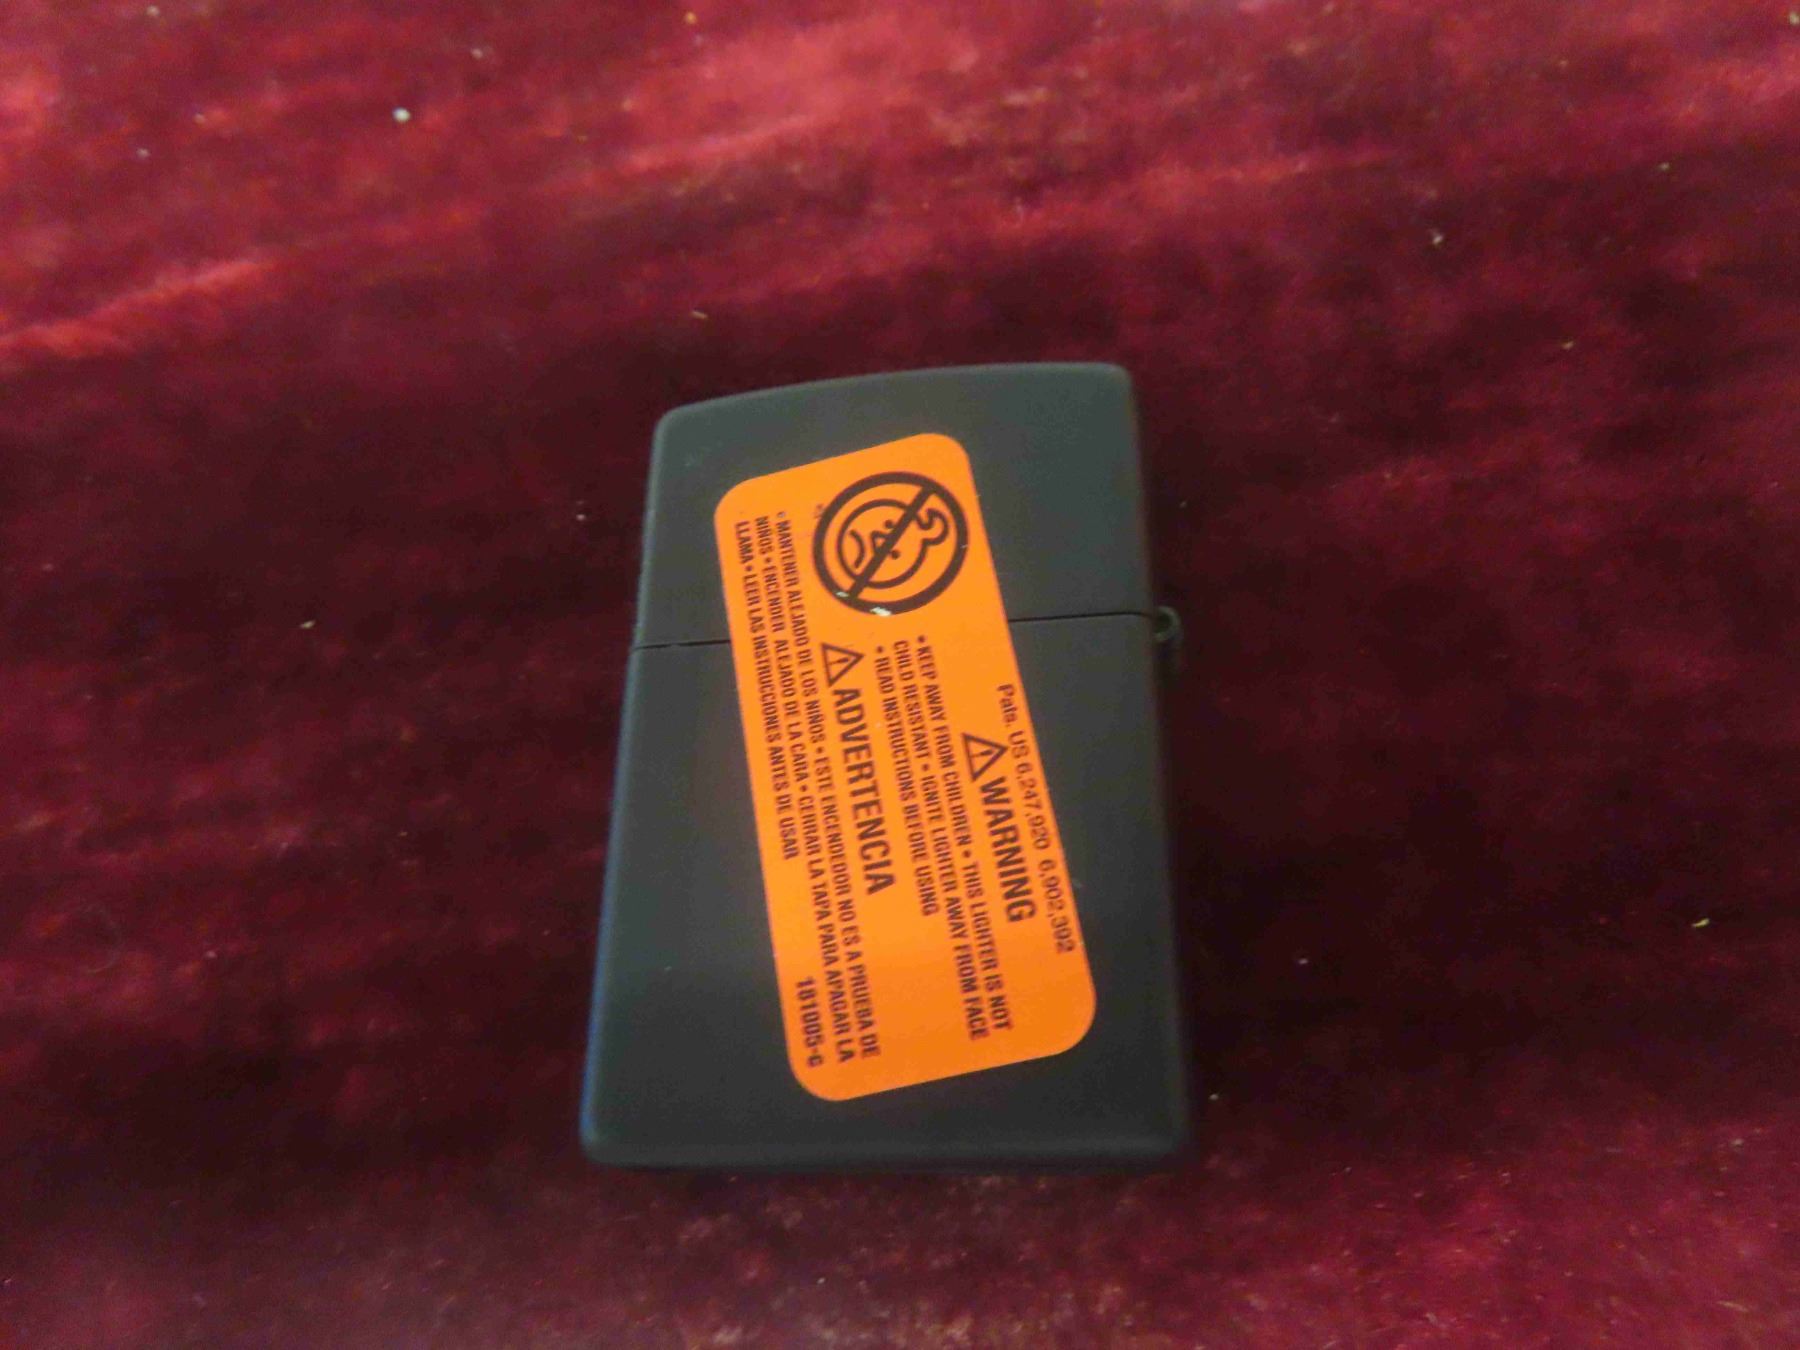 Pats. US 6,247,920 6,902,392
WARNING
• KEEP AWAY FROM CHILDREN • THIS LIGHTER IS NOT
CHILD RESISTANT • IGNITE LIGHTER AWAY FROM FACE
• READ INSTRUCTIONS BEFORE USING
ADVERTENCIA
• MANTENER ALEJADO DE LOS NIÑOS • ESTE ENCENDEDOR NO ES A PRUEBA DE
NIÑOS • ENCENDER ALEJADO DE LA CARA • CERRAR LA TAPA PARA APAGAR LA
LLAMA • LEER LAS INSTRUCCIONES ANTES DE USAR
181005-c